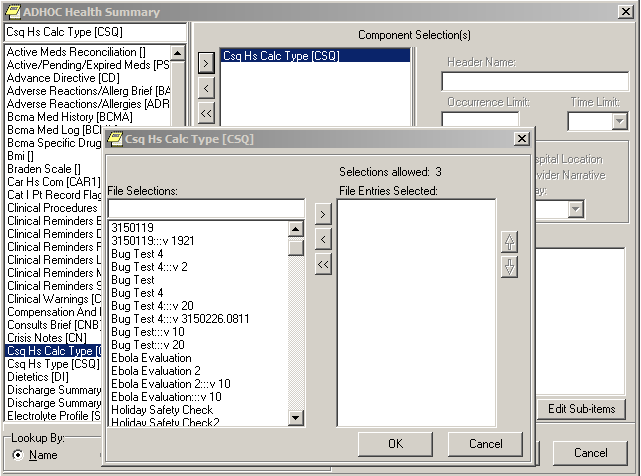 ADHOC Health Summary
Csq Hs Calc Type [CSQ]
Active Meds Reconciliation []
Active/Pending/Expired Meds [PS
Advance Directive [CD]
Adverse Reactions/Allerg Brief [BA
Adverse Reactions/Allergies [ADR
Bcma Med History [BCMA]
Bcma Med Log [BCMA]
Bcma Specific Drug
Bmi []
Braden Scale []
Car Hs Com [CAR1]
Cat I Pt Record Flag
Clinical Procedures
Clinical Reminders B
Clinical Reminders D
Clinical Reminders F
Clinical Reminders M
Clinical Reminders S
Clinical Warnings [C
Compensation And
Consults Brief [CNB]
Crisis Notes [CN]
Csq Hs Calc Type [
Csq Hs Type [CSQ]
Dietetics [DI]
Discharge Summary
Discharge Summary
Electrolyte Profile [S
Lookup By:
Name
Component Selection(s)
>
<
<<
Csq Hs Calc Type [CSQ]
Header Name:
Occurrence Limit:
Time Limit:
spital Location
vider Narrative
ay:
Edit Sub-items
Cancel
Csq Hs Calc Type [CSQ]
Selections allowed: 3
File Selections:
File Entries Selected:
3150119
3150119:::v 1921
Bug Test 4
Bug Test 4:::v 2
Bug Test
Bug Test 4
Bug Test 4:::v 20
Bug Test 4:::v 3150226.0811
Bug Test:::v 10
Bug Test:::v 20
Ebola Evaluation
Ebola Evaluation 2
Ebola Evaluation 2:::v 10
Ebola Evaluation:::v 10
Holiday Safety Check
Holiday Safety Check2
>
<
<<
OK
Cancel